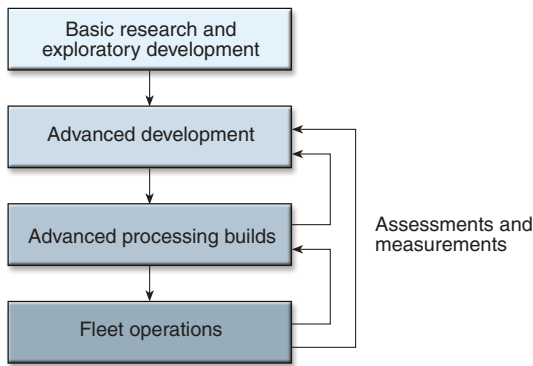 Basic research and
exploratory development
Advanced development
Advanced processing builds
Assessments and
measurements
Fleet operations